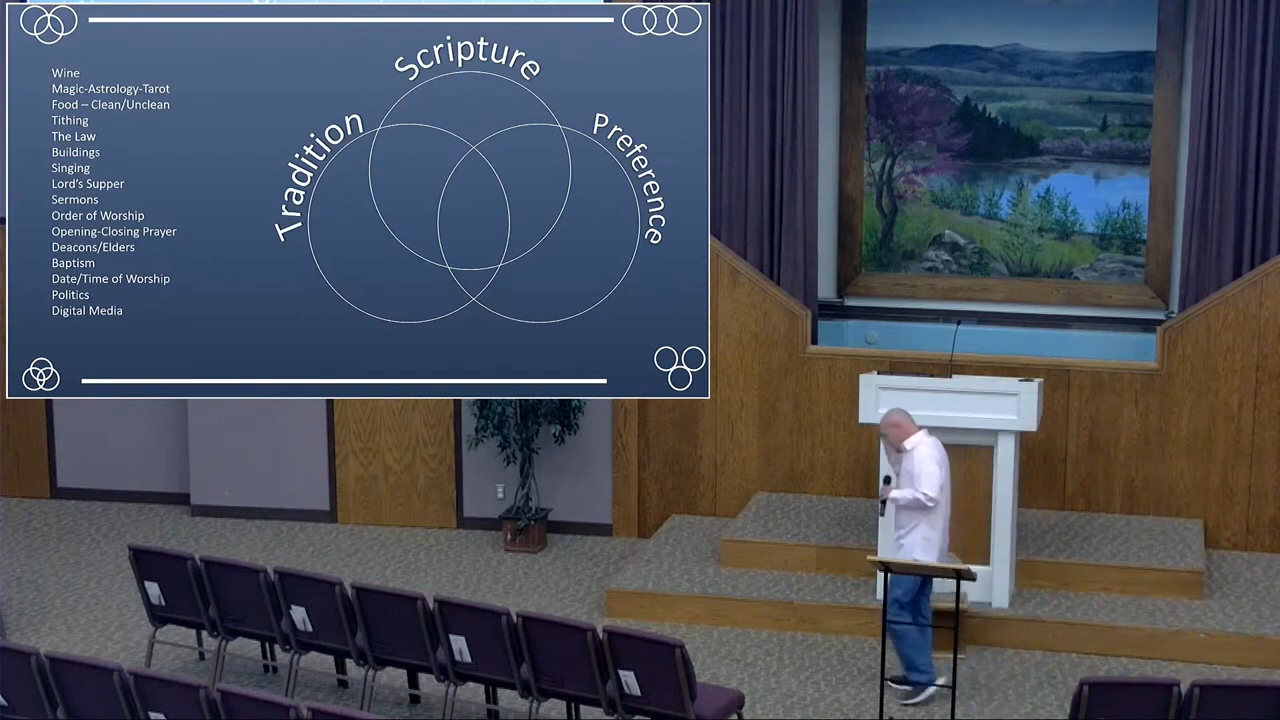 Scripture
Tradition
Preference
Wine
Magic-Astrology-Tarot
Food – Clean/Unclean
Tithing
The Law
Buildings
Singing
Lord's Supper
Sermons
Order of Worship
Opening-Closing Prayer
Deacons/Elders
Baptism
Date/Time of Worship
Politics
Digital Media